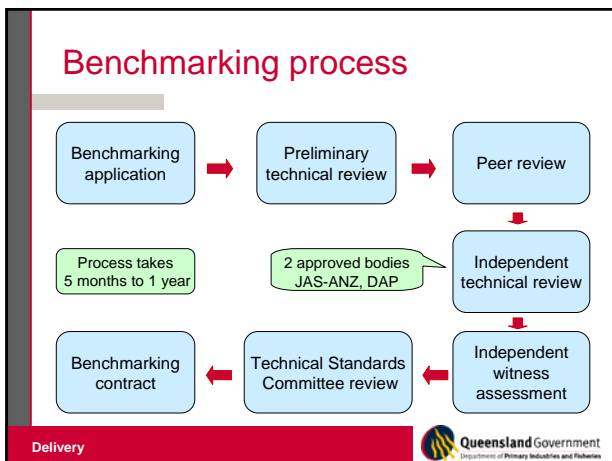 Benchmarking process
Benchmarking
application
Preliminary
technical review
Peer review
Process takes
5 months to 1 year
2 approved bodies
JAS-ANZ, DAP
Independent
technical review
Benchmarking
contract
Technical Standards
Committee review
Independent
witness
assessment
Delivery
Queensland Government
Department of Primary Industries and Fisheries